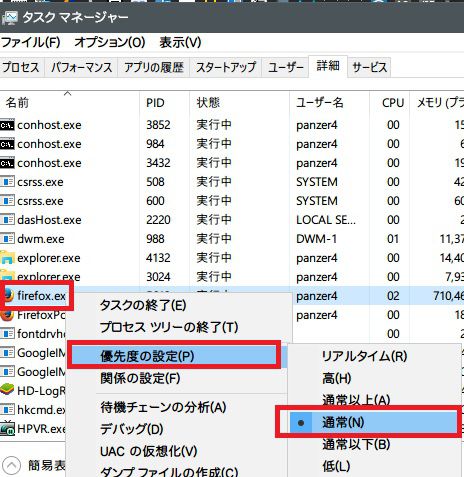 タスク マネージャー
ファイル(F) オプション(O) 表示(V)
プロセス パフォーマンス アプリの履歴 スタートアップ ユーザー 詳細 サービス
名前 PID 状態 ユーザー名 CPU メモリ (プラ
conhost.exe 3852 実行中 panzer4 00
conhost.exe 984 実行中 panzer4 00
conhost.exe 3432 実行中 panzer4 00
csrss.exe 508 実行中 SYSTEM 00
csrss.exe 600 実行中 SYSTEM 00
dasHost.exe 2220 実行中 LOCAL SE... 00
dwm.exe 988 実行中 DWM-1 01 11,37
explorer.exe 4132 実行中 panzer4 00 14,40
explorer.exe 3024 実行中 panzer4 00 7,93
firefox.ex panzer4 02 710,46
FirefoxPo タスクの終了(E) panzer4 00
fontdrvho プロセス ツリーの終了(T)
GoogleIM 優先度の設定(P) リアルタイム(R)
GoogleIM 関係の設定(F) 高(H)
HD-LogR 待機チェーンの分析(A) 通常以上(A)
hkcmd.exe デバッグ(D) 通常(N)
HPVR.exe UAC の仮想化(V) 通常以下(B)
簡易表 ダンプ ファイルの作成(C) 低(L)